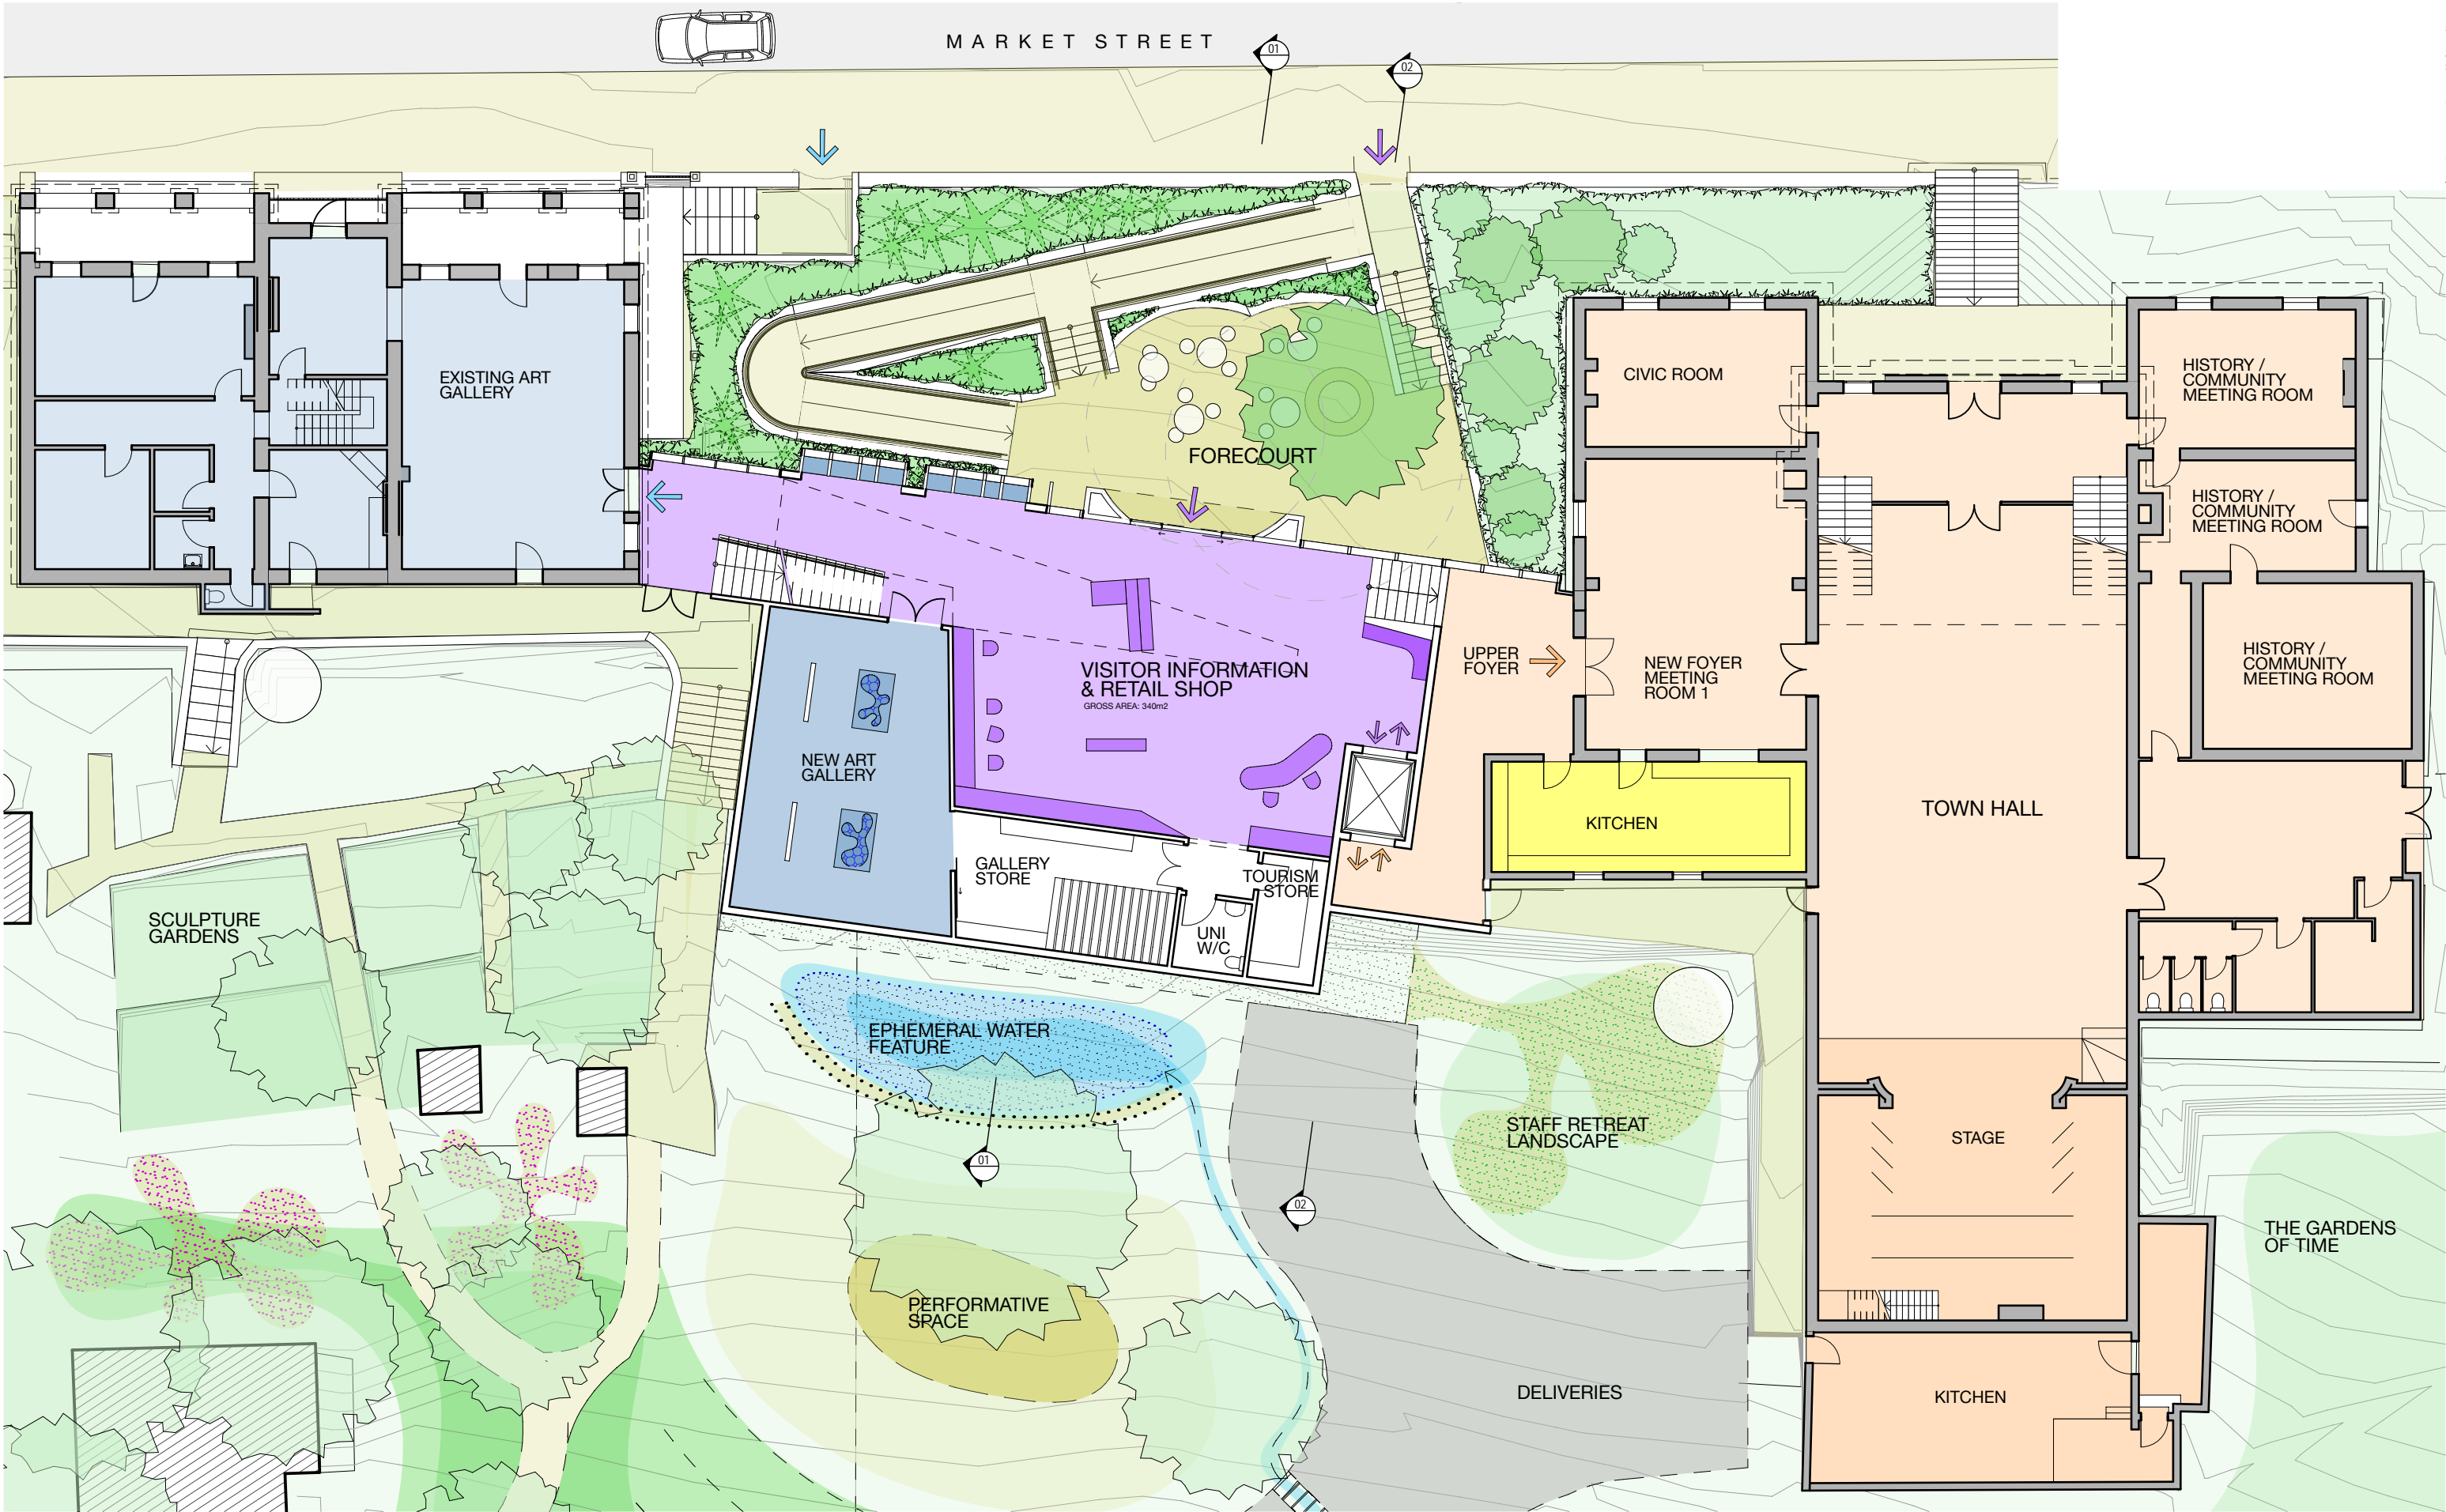 MARKET STREET
01
02
EXISTING ART
GALLERY
CIVIC ROOM
HISTORY /
COMMUNITY
MEETING ROOM
FORECOURT
HISTORY /
COMMUNITY
MEETING ROOM
UPPER
FOYER
NEW FOYER
MEETING
ROOM 1
HISTORY /
COMMUNITY
MEETING ROOM
VISITOR INFORMATION
& RETAIL SHOP
GROSS AREA: 340m2
NEW ART
GALLERY
KITCHEN
TOWN HALL
GALLERY
STORE
TOURISM
STORE
SCULPTURE
GARDENS
UNI
W/C
EPHEMERAL WATER
FEATURE
STAFF RETREAT
LANDSCAPE
STAGE
01
02
THE GARDENS
OF TIME
PERFORMATIVE
SPACE
DELIVERIES
KITCHEN